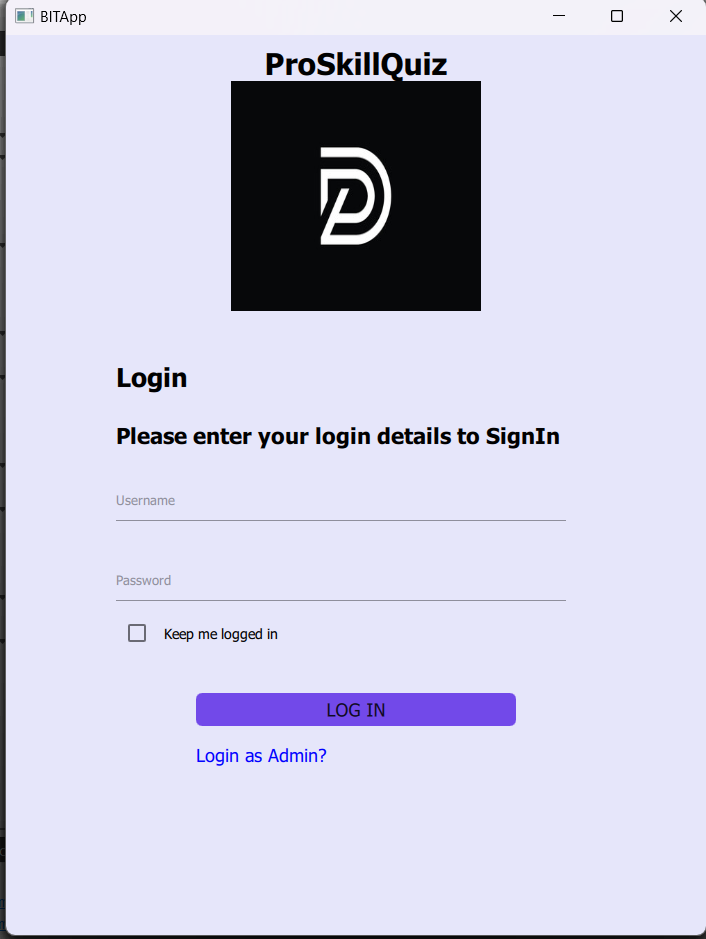 BITApp
ProSkillQuiz
Login
Please enter your login details to SignIn
Username
Password
Keep me logged in
LOG IN
Login as Admin?